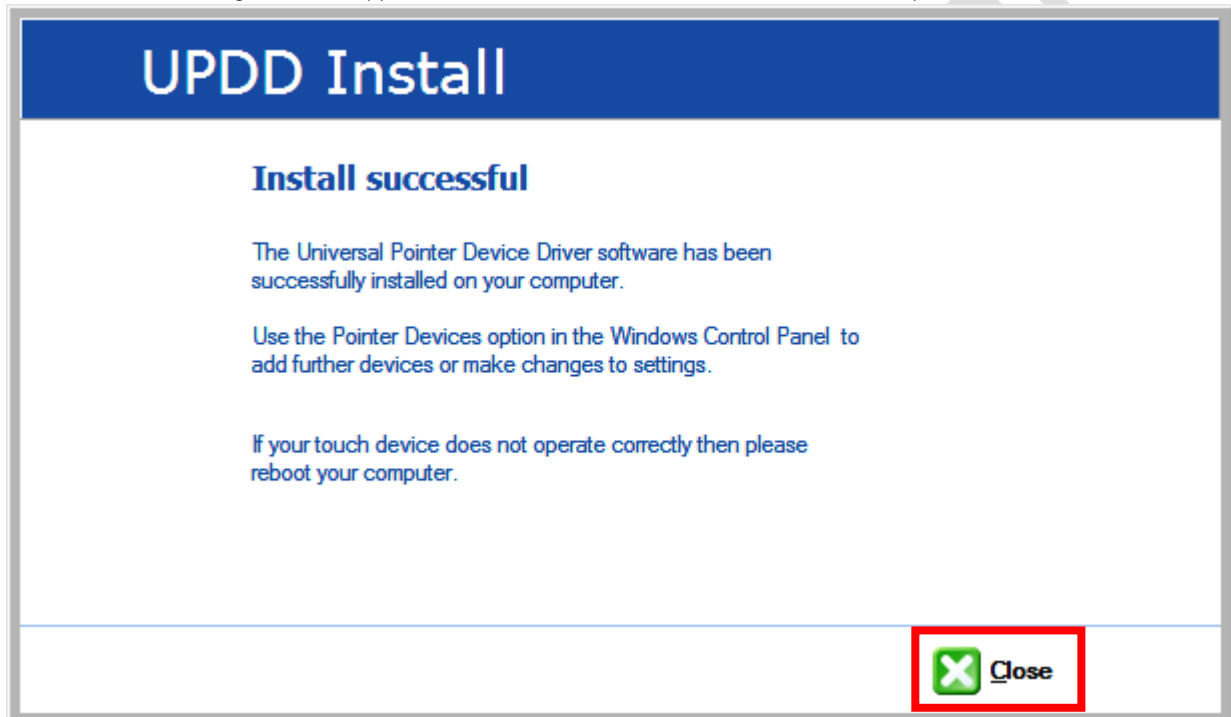 UPDD Install
Install successful
The Universal Pointer Device Driver software has been
successfully installed on your computer.
Use the Pointer Devices option in the Windows Control Panel to
add further devices or make changes to settings.
If your touch device does not operate correctly then please
reboot your computer.
Close